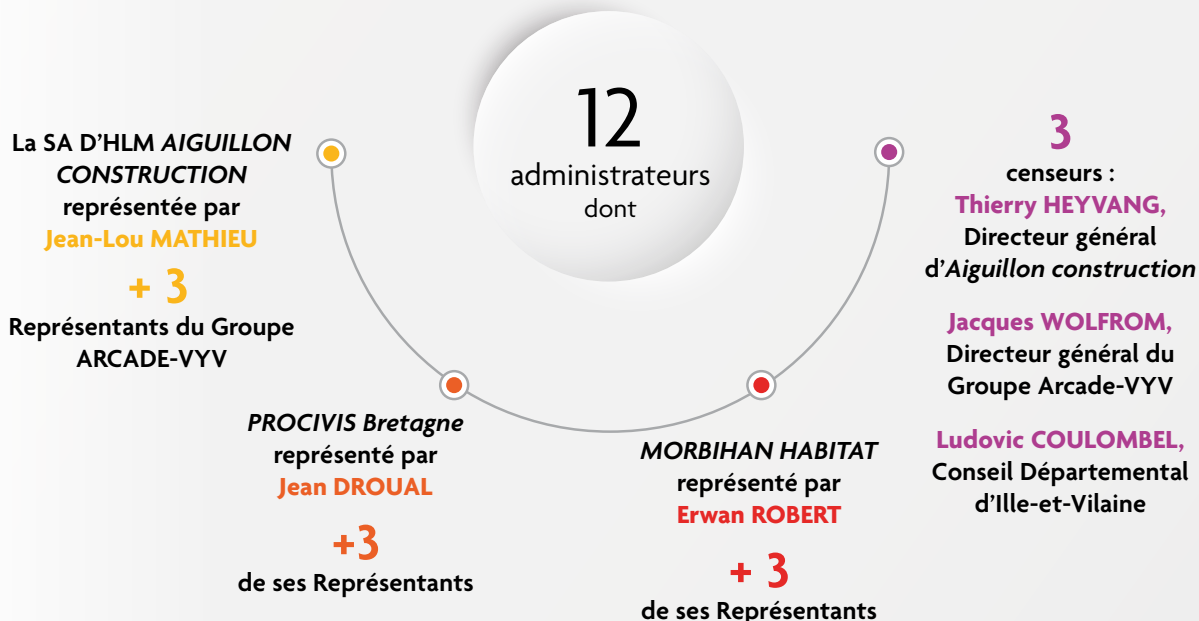 12
administrateurs
dont
La SA D’HLM AIGUILLON
CONSTRUCTION
représentée par
Jean-Lou MATHIEU
+ 3
Représentants du Groupe
ARCADE-VYV
PROCIVIS Bretagne
représenté par
Jean DROUAL
+3
de ses Représentants
MORBIHAN HABITAT
représenté par
Erwan ROBERT
+ 3
de ses Représentants
3
censeurs :
Thierry HEYVANG,
Directeur général
d’Aiguillon construction
Jacques WOLFROM,
Directeur général du
Groupe Arcade-VYV
Ludovic COULOMBEL,
Conseil Départemental
d’Ille-et-Vilaine